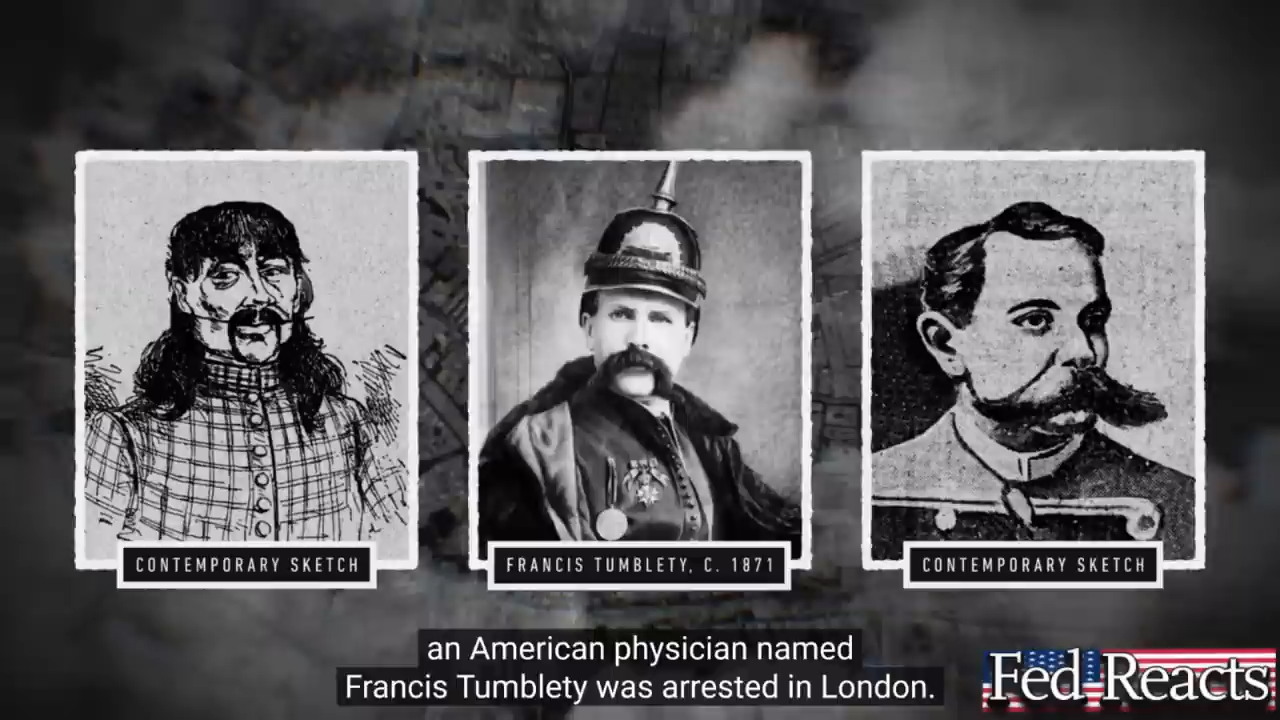 CONTEMPORARY SKETCH
FRANCIS TUMBLETY, C. 1871
CONTEMPORARY SKETCH
an American physician named
Francis Tumblety was arrested in London.
Fed Reacts